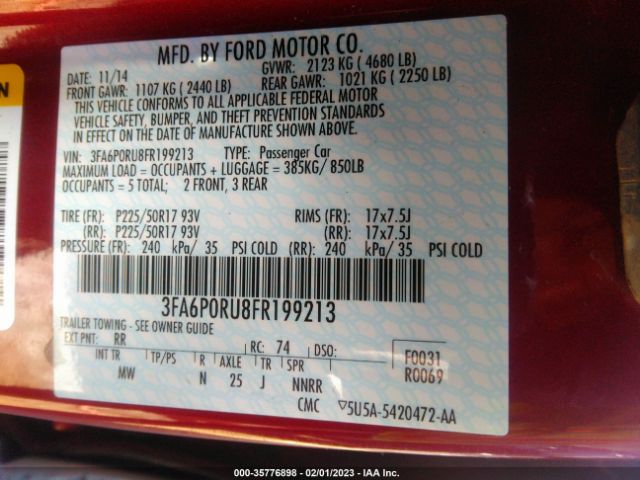 MFD. BY FORD MOTOR CO.
DATE: 11/14 GVWR: 2123 KG ( 4680 LB)
FRONT GAWR: 1107 KG ( 2440 LB) REAR GAWR: 1021 KG ( 2250 LB)
THIS VEHICLE CONFORMS TO ALL APPLICABLE FEDERAL MOTOR
VEHICLE SAFETY, BUMPER, AND THEFT PREVENTION STANDARDS
IN EFFECT ON THE DATE OF MANUFACTURE SHOWN ABOVE.
VIN: 3FA6P0RU8FR199213 TYPE: Passenger Car
MAXIMUM LOAD = OCCUPANTS + LUGGAGE = 385KG/ 850LB
OCCUPANTS = 5 TOTAL; 2 FRONT, 3 REAR
TIRE (FR): P225/50R17 93V RIMS (FR): 17x7.5J
(RR): P225/50R17 93V (RR): 17x7.5J
PRESSURE (FR): 240 kPa/ 35 PSI COLD (RR): 240 kPa/ 35 PSI COLD
3FA6P0RU8FR199213
TRAILER TOWING - SEE OWNER GUIDE
EXT PNT: RR RC: 74 DSO: F0031
INT TR TP/PS R AXLE TR SPR R0069
MW N 25 J NNRR
CMC ▽5U5A-5420472-AA
000-35776898 - 02/01/2023 - IAA Inc.